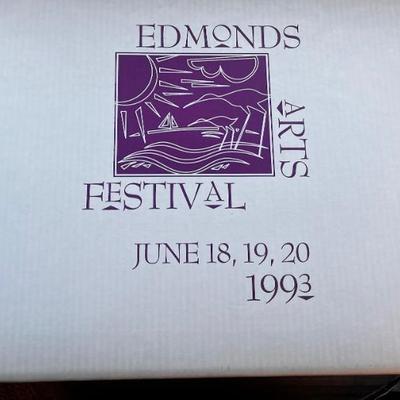 EDMONDS
ARTS
FESTIVAL
JUNE 18, 19, 20
1993